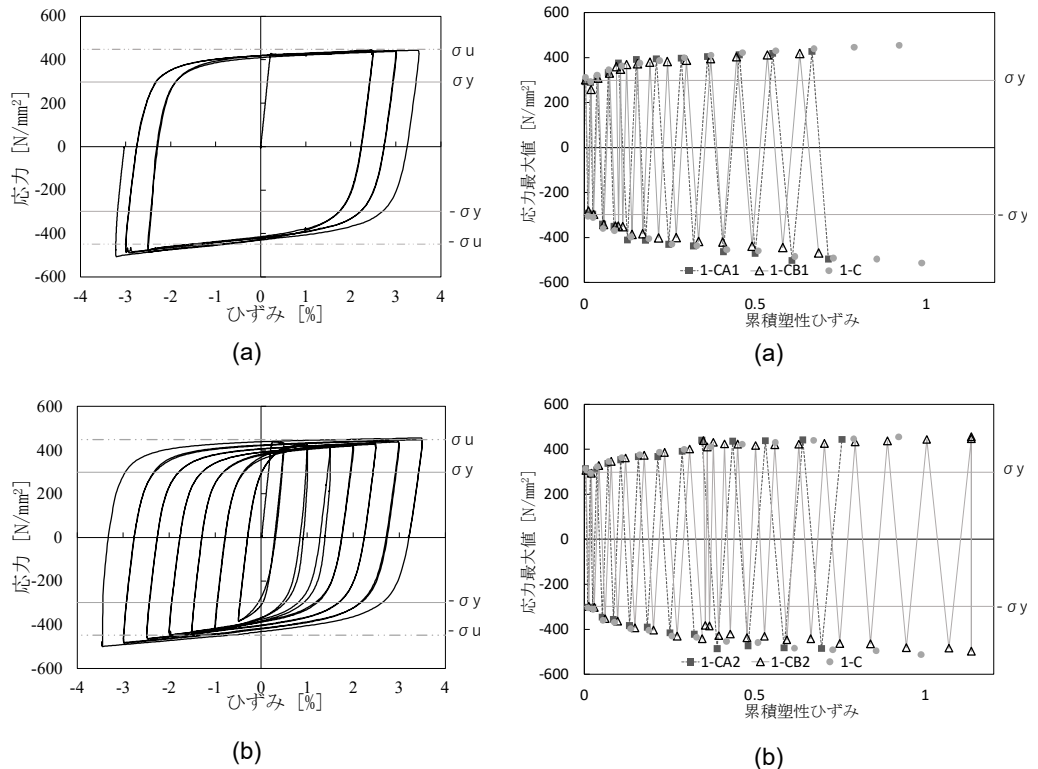 600
400
200
0
-200
-400
-600
応力 [N/mm²]
σu
σy
-σy
-σu
-4 -3 -2 -1 0 1 2 3 4
ひずみ [%]
(a)
600
400
200
0
-200
-400
-600
応力最大値 [N/mm²]
σy
-σy
1-CA1 1-CB1 1-C
0 0.5 1
累積塑性ひずみ
(a)
600
400
200
0
-200
-400
-600
応力 [N/mm²]
σu
σy
-σy
-σu
-4 -3 -2 -1 0 1 2 3 4
ひずみ [%]
(b)
600
400
200
0
-200
-400
-600
応力最大値 [N/mm²]
σy
-σy
1-CA2 1-CB2 1-C
0 0.5 1
累積塑性ひずみ
(b)